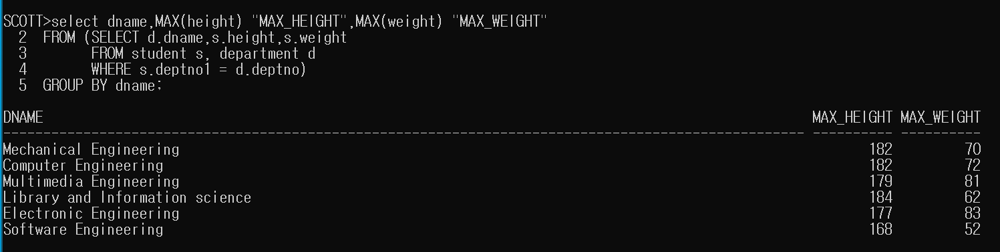 SCOTT>select dname,MAX(height) "MAX_HEIGHT",MAX(weight) "MAX_WEIGHT"
  2  FROM (SELECT d.dname,s.height,s.weight
  3        FROM student s, department d
  4        WHERE s.deptno1 = d.deptno)
  5  GROUP BY dname;
DNAME MAX_HEIGHT MAX_WEIGHT
---------------------------------------------------------------------------------------------------- ---------- ----------
Mechanical Engineering 182 70
Computer Engineering 182 72
Multimedia Engineering 179 81
Library and Information science 184 62
Electronic Engineering 177 83
Software Engineering 168 52